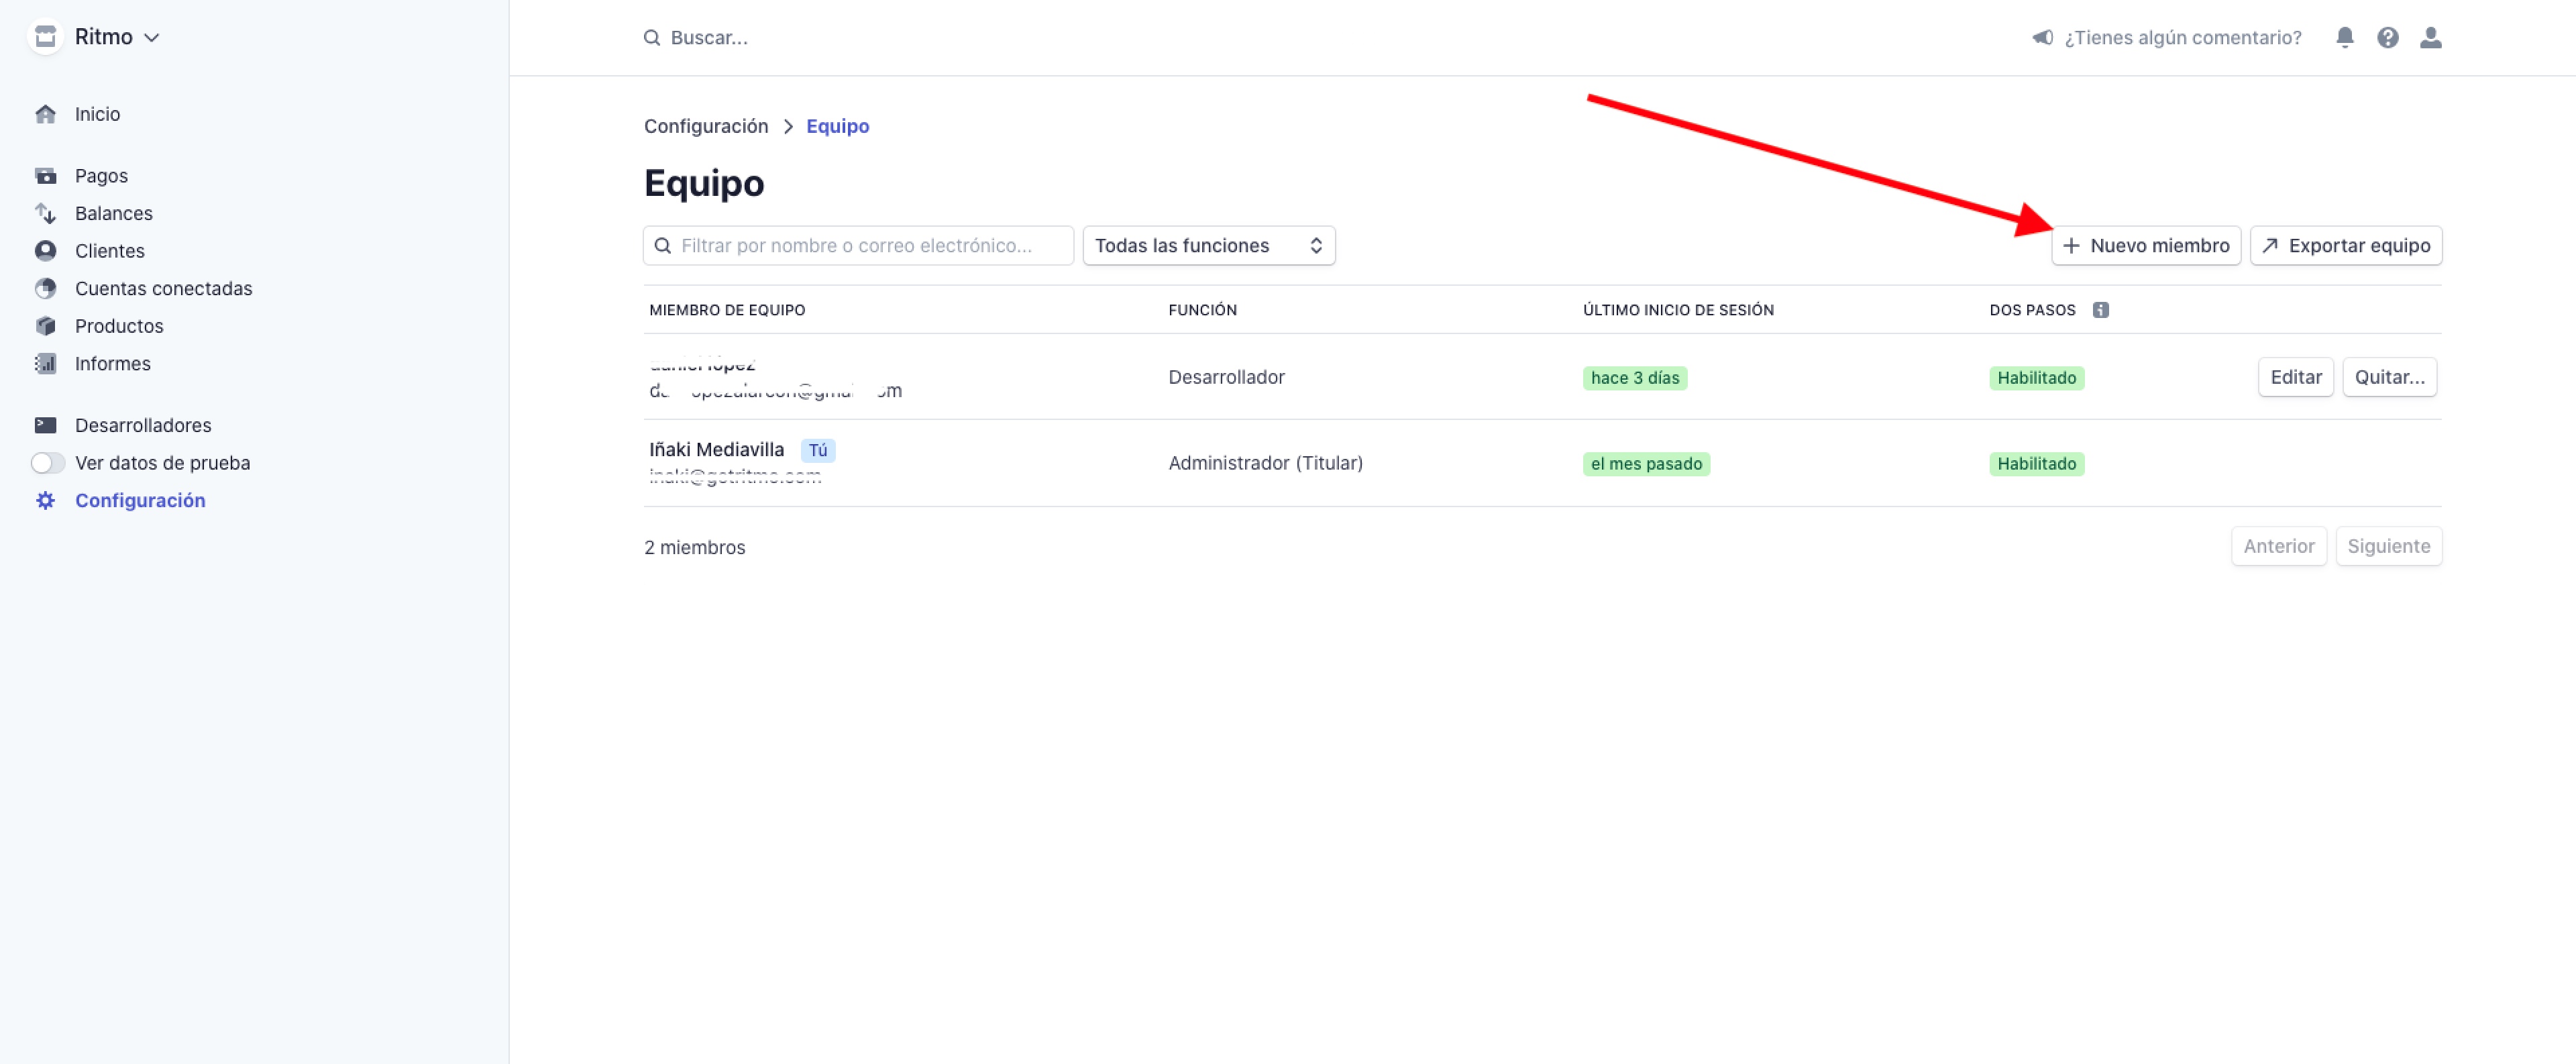 Ritmo
Buscar...
¿Tienes algún comentario?
Inicio
Pagos
Balances
Clientes
Cuentas conectadas
Productos
Informes
Desarrolladores
Ver datos de prueba
Configuración
Configuración > Equipo
Equipo
Filtrar por nombre o correo electrónico...
Todas las funciones
+ Nuevo miembro
Exportar equipo
MIEMBRO DE EQUIPO FUNCIÓN ÚLTIMO INICIO DE SESIÓN DOS PASOS
Desarrollador hace 3 días Habilitado Editar Quitar...
Iñaki Mediavilla Tú
Administrador (Titular) el mes pasado Habilitado
2 miembros
Anterior Siguiente